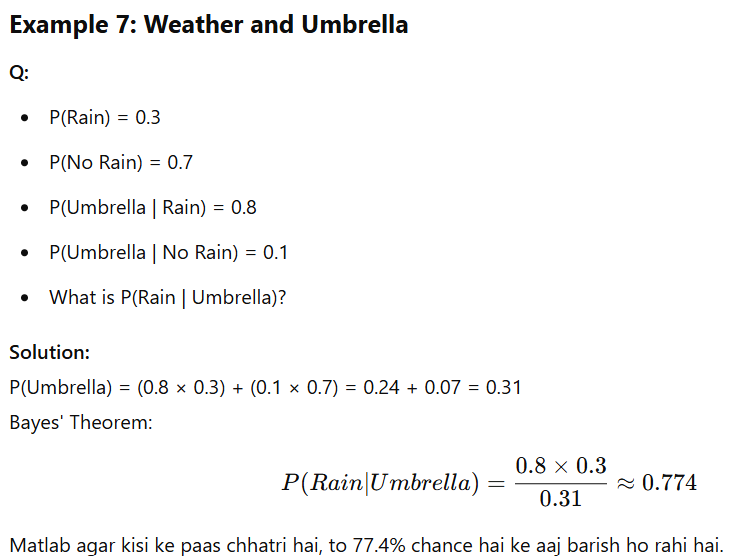 Example 7: Weather and Umbrella
Q:
• P(Rain) = 0.3
• P(No Rain) = 0.7
• P(Umbrella | Rain) = 0.8
• P(Umbrella | No Rain) = 0.1
• What is P(Rain | Umbrella)?
Solution:
P(Umbrella) = (0.8 × 0.3) + (0.1 × 0.7) = 0.24 + 0.07 = 0.31
Bayes' Theorem:
P(Rain|Umbrella) = \frac{0.8 × 0.3}{0.31} ≈ 0.774
Matlab agar kisi ke paas chhatri hai, to 77.4% chance hai ke aaj barish ho rahi hai.